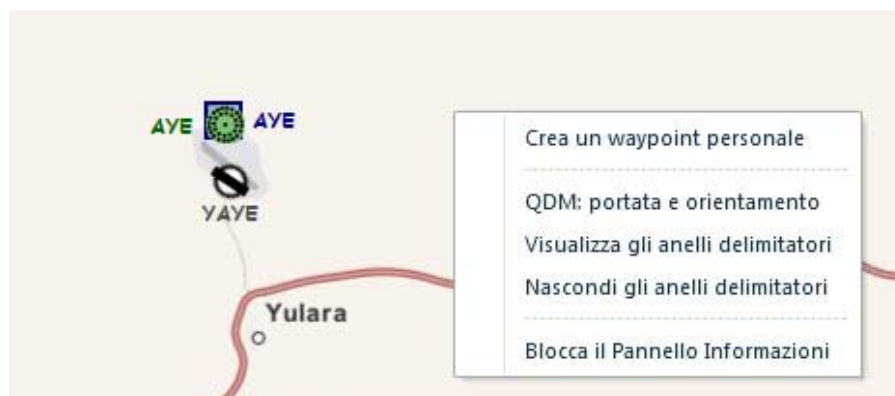 AYE AYE
YAYE
Yulara
Crea un waypoint personale
QDM: portata e orientamento
Visualizza gli anelli delimitatori
Nascondi gli anelli delimitatori
Blocca il Pannello Informazioni